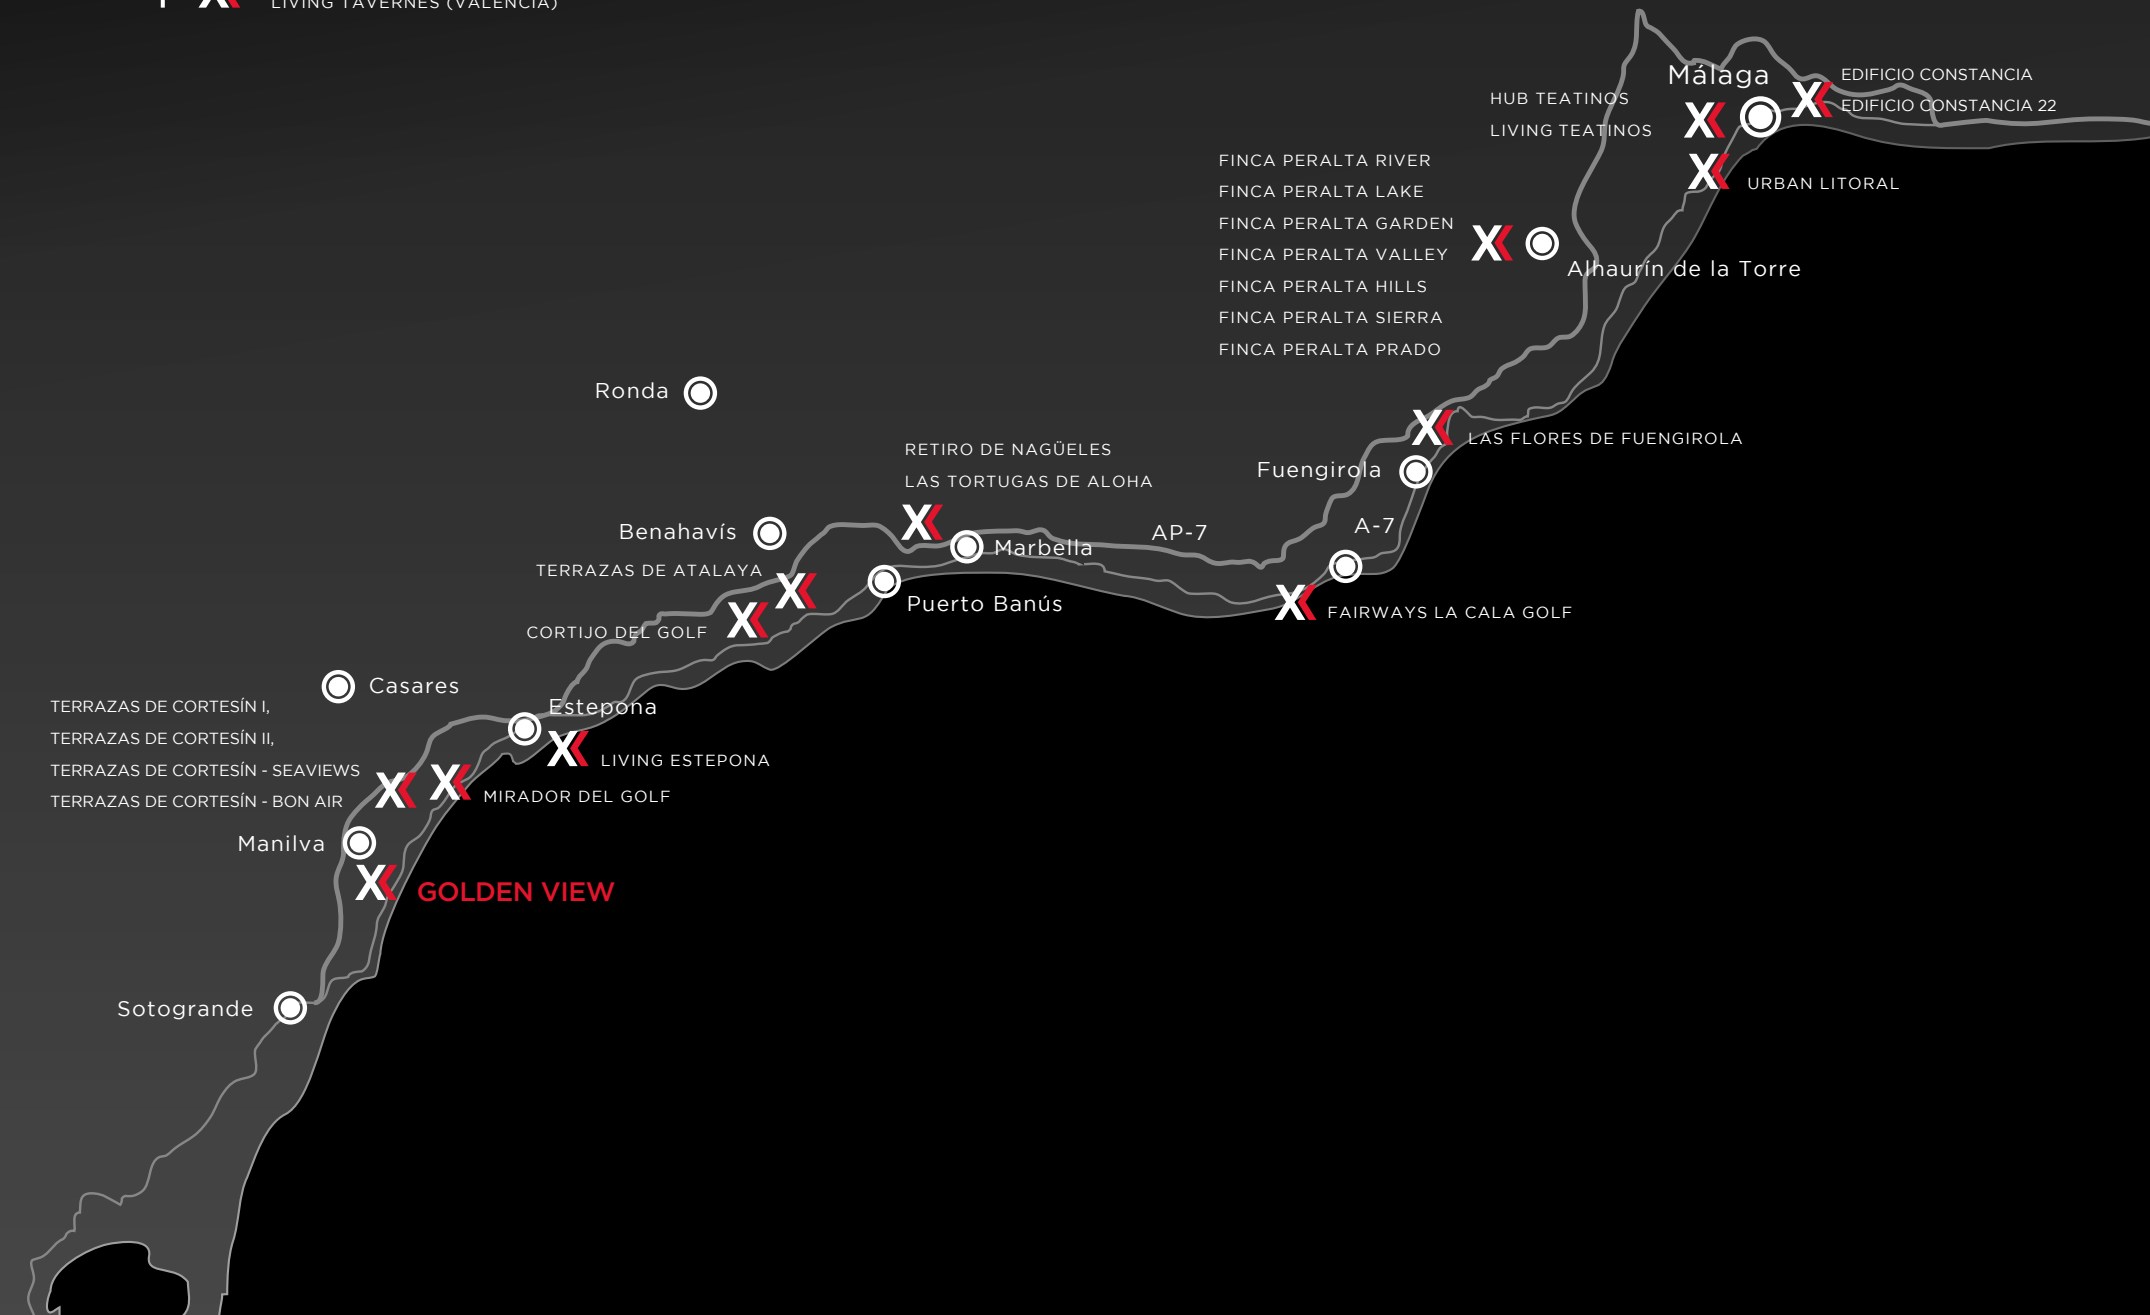 LIVING TAVERNES (VALENCIA)
Málaga
EDIFICIO CONSTANCIA
EDIFICIO CONSTANCIA 22
HUB TEATINOS
LIVING TEATINOS
URBAN LITORAL
FINCA PERALTA RIVER
FINCA PERALTA LAKE
FINCA PERALTA GARDEN
FINCA PERALTA VALLEY
FINCA PERALTA HILLS
FINCA PERALTA SIERRA
FINCA PERALTA PRADO
Alhaurín de la Torre
Ronda
RETIRO DE NAGÜELES
LAS TORTUGAS DE ALOHA
LAS FLORES DE FUENGIROLA
Fuengirola
Benahavís
Marbella
AP-7
A-7
TERRAZAS DE ATALAYA
Puerto Banús
FAIRWAYS LA CALA GOLF
CORTIJO DEL GOLF
Casares
Estepona
TERRAZAS DE CORTESÍN I,
TERRAZAS DE CORTESÍN II,
TERRAZAS DE CORTESÍN - SEAVIEWS
TERRAZAS DE CORTESÍN - BON AIR
LIVING ESTEPONA
MIRADOR DEL GOLF
Manilva
GOLDEN VIEW
Sotogrande